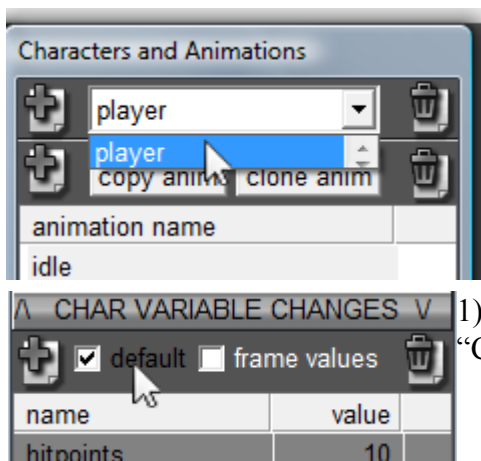 Characters and Animations
player
player
copy anim clone anim
animation name
idle
/\ CHAR VARIABLE CHANGES V
1)
default frame values
“C
name value
hitpoints 10